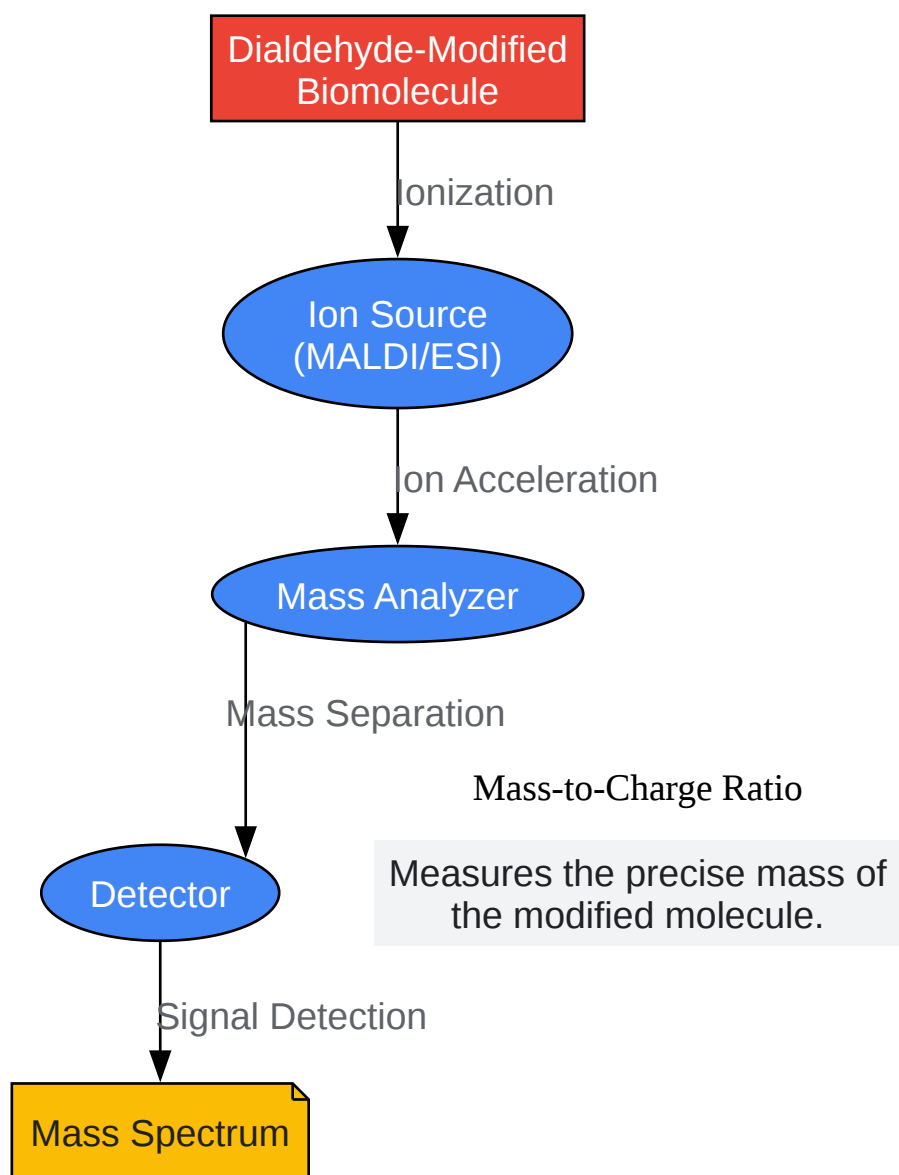 Dialdehyde-Modified
Biomolecule
Ionization
Ion Source
(MALDI/ESI)
Ion Acceleration
Mass Analyzer
Mass Separation
Mass-to-Charge Ratio
Measures the precise mass of
the modified molecule.
Detector
Signal Detection
Mass Spectrum